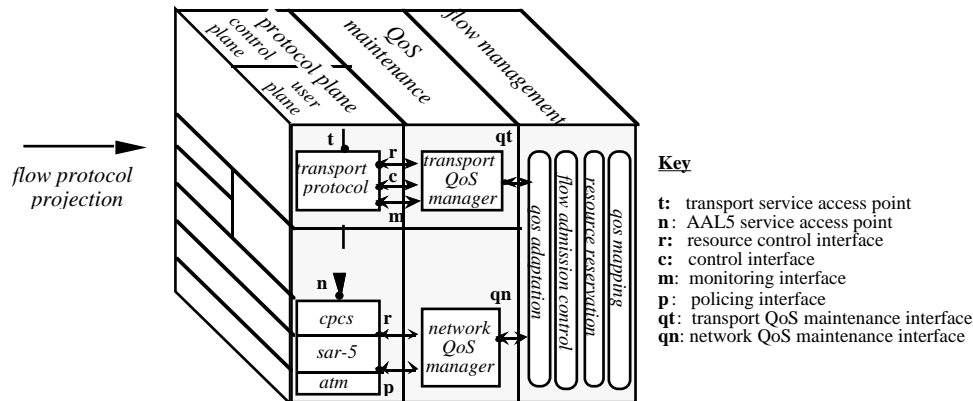 control
plane
protocol plane
user
plane
QoS
maintenance
flow management
flow protocol
projection
t
r
c
m
qt
transport
protocol
transport
QoS
manager
n
r
p
qn
cpcs
sar-5
atm
network
QoS
manager
qos adaptation
flow admission control
resource reservation
qos mapping
Key
t: transport service access point
n: AAL5 service access point
r: resource control interface
c: control interface
m: monitoring interface
p: policing interface
qt: transport QoS maintenance interface
qn: network QoS maintenance interface